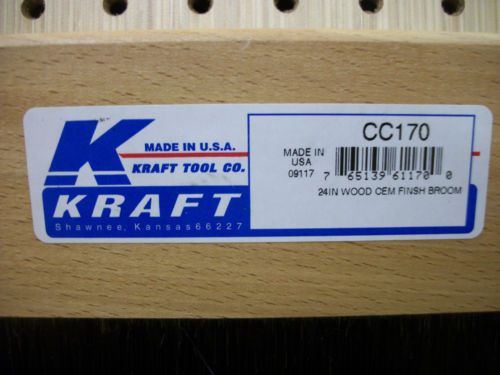 K
MADE IN U.S.A.
KRAFT TOOL CO.
KRAFT
Shawnee, Kansas 66227
CC170
MADE IN
USA
09117
7 65139 61170 0
24IN WOOD CEM FINSH BROOM